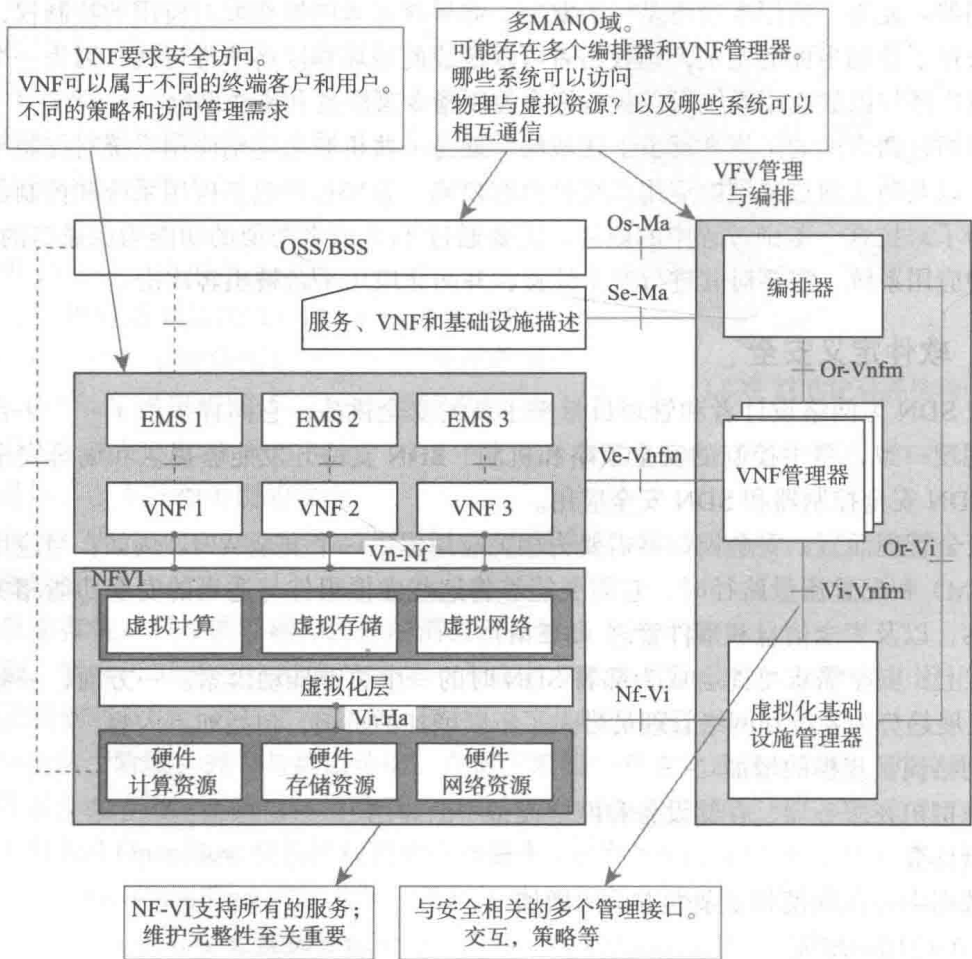 VNF要求安全访问。
VNF可以属于不同的终端客户和用户。
不同的策略和访问管理需求
多MANO域。
可能存在多个编排器和VNF管理器。
哪些系统可以访问
物理与虚拟资源？以及哪些系统可以
相互通信
VFV管理
与编排
OSS/BSS
Os-Ma
Se-Ma
编排器
服务、VNF和基础设施描述
Or-Vnfm
EMS 1
EMS 2
EMS 3
Ve-Vnfm
VNF管理器
VNF 1
VNF 2
VNF 3
Vn-Nf
Or-Vi
NFVI
Vi-Vnfm
虚拟计算
虚拟存储
虚拟网络
虚拟化层
Nf-Vi
Vi-Ha
虚拟化基础
设施管理器
硬件
计算资源
硬件
存储资源
硬件
网络资源
NF-VI支持所有的服务；
维护完整性至关重要
与安全相关的多个管理接口。
交互，策略等